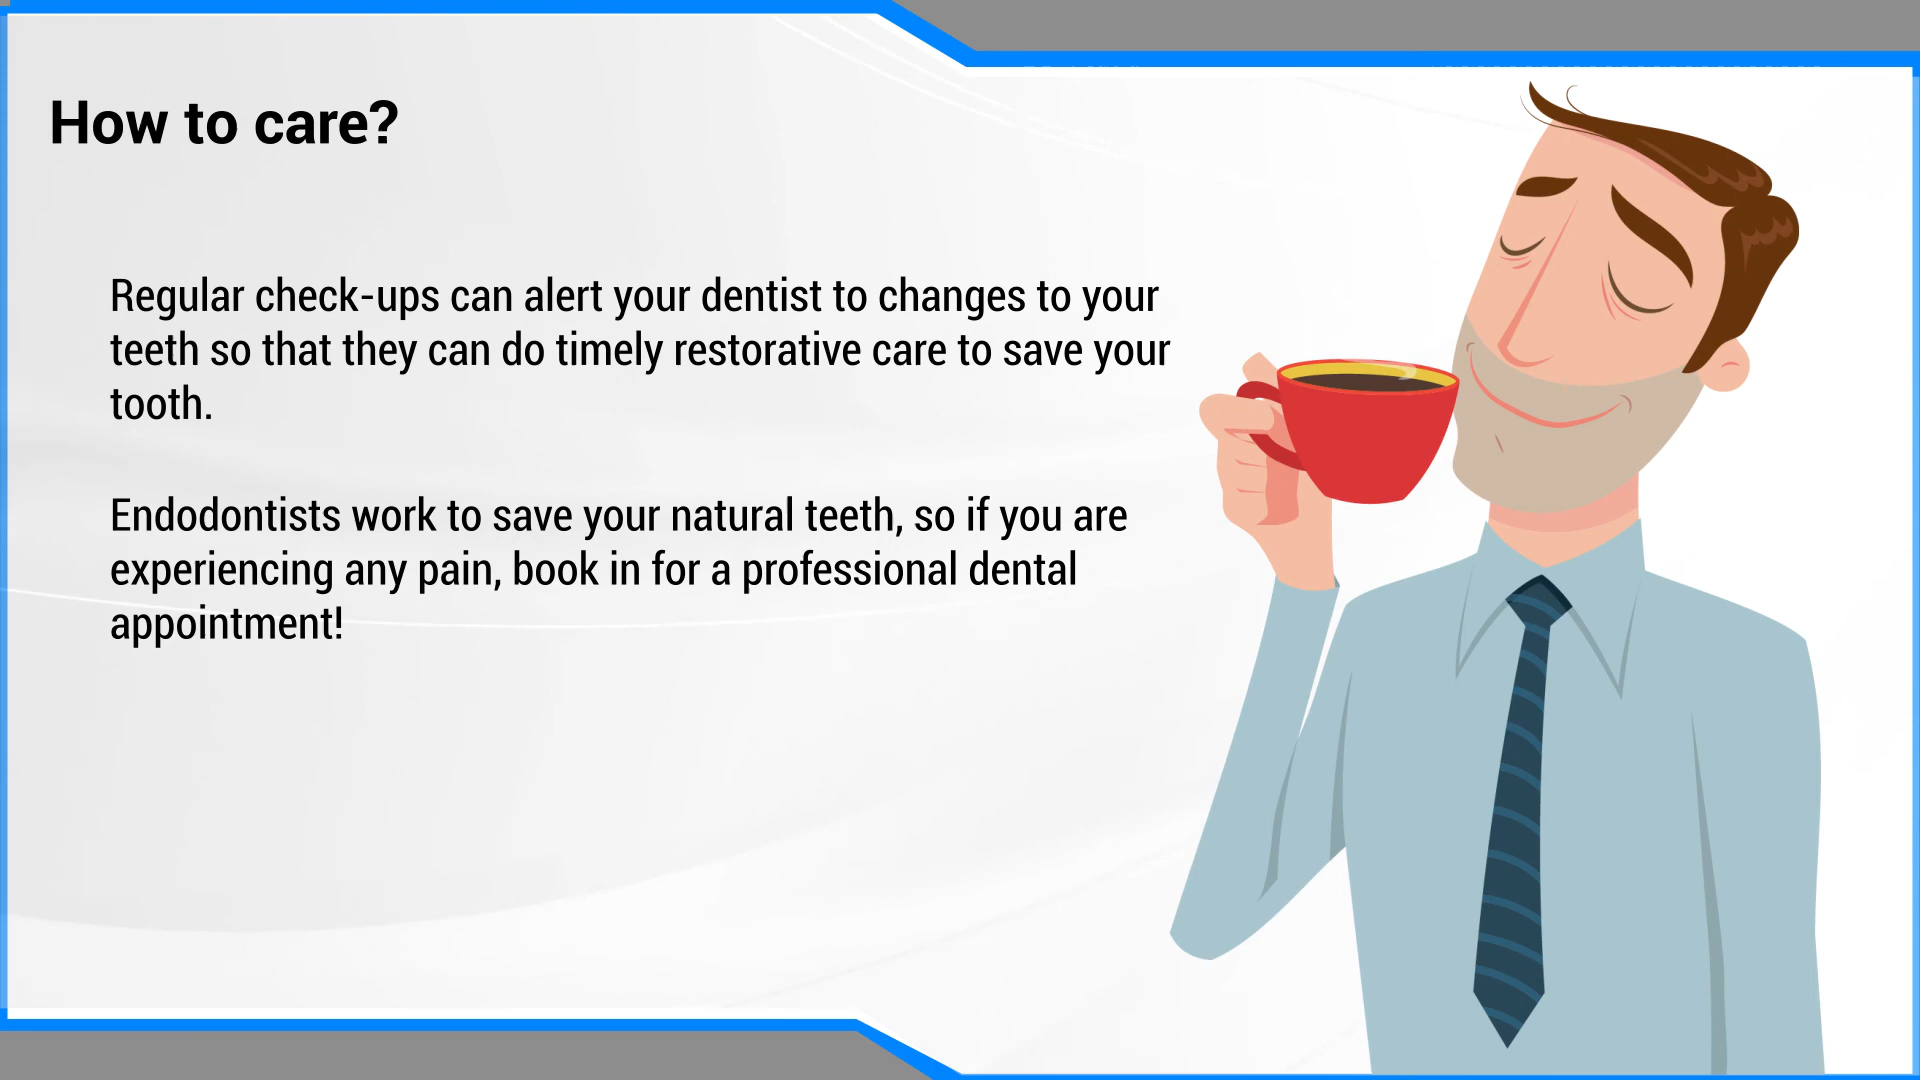 How to care?
Regular check-ups can alert your dentist to changes to your
teeth so that they can do timely restorative care to save your
tooth.
Endodontists work to save your natural teeth, so if you are
experiencing any pain, book in for a professional dental
appointment!